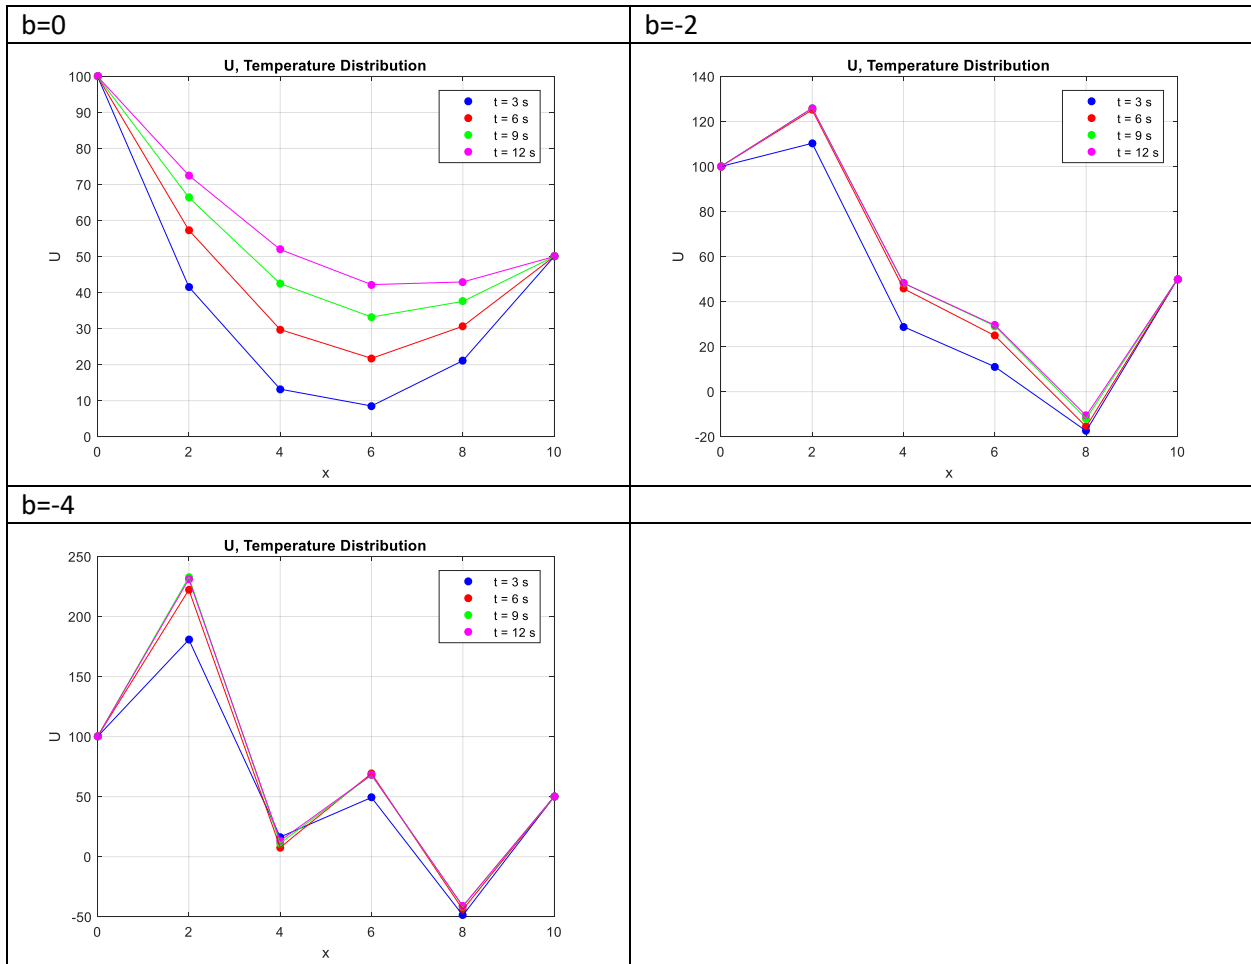 b=0
b=-2
U, Temperature Distribution
100
90
80
70
60
50
40
30
20
10
0
U
0 2 4 6 8 10
x
t = 3 s
t = 6 s
t = 9 s
t = 12 s
U, Temperature Distribution
140
120
100
80
60
40
20
0
-20
U
0 2 4 6 8 10
x
t = 3 s
t = 6 s
t = 9 s
t = 12 s
b=-4
U, Temperature Distribution
250
200
150
100
50
0
-50
U
0 2 4 6 8 10
x
t = 3 s
t = 6 s
t = 9 s
t = 12 s